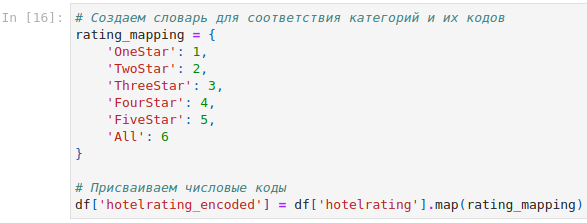 In [16]:
# Создаем словарь для соответствия категорий и их кодов
rating_mapping = {
    'OneStar': 1,
    'TwoStar': 2,
    'ThreeStar': 3,
    'FourStar': 4,
    'FiveStar': 5,
    'All': 6
}

# Присваиваем числовые коды
df['hotelrating_encoded'] = df['hotelrating'].map(rating_mapping)